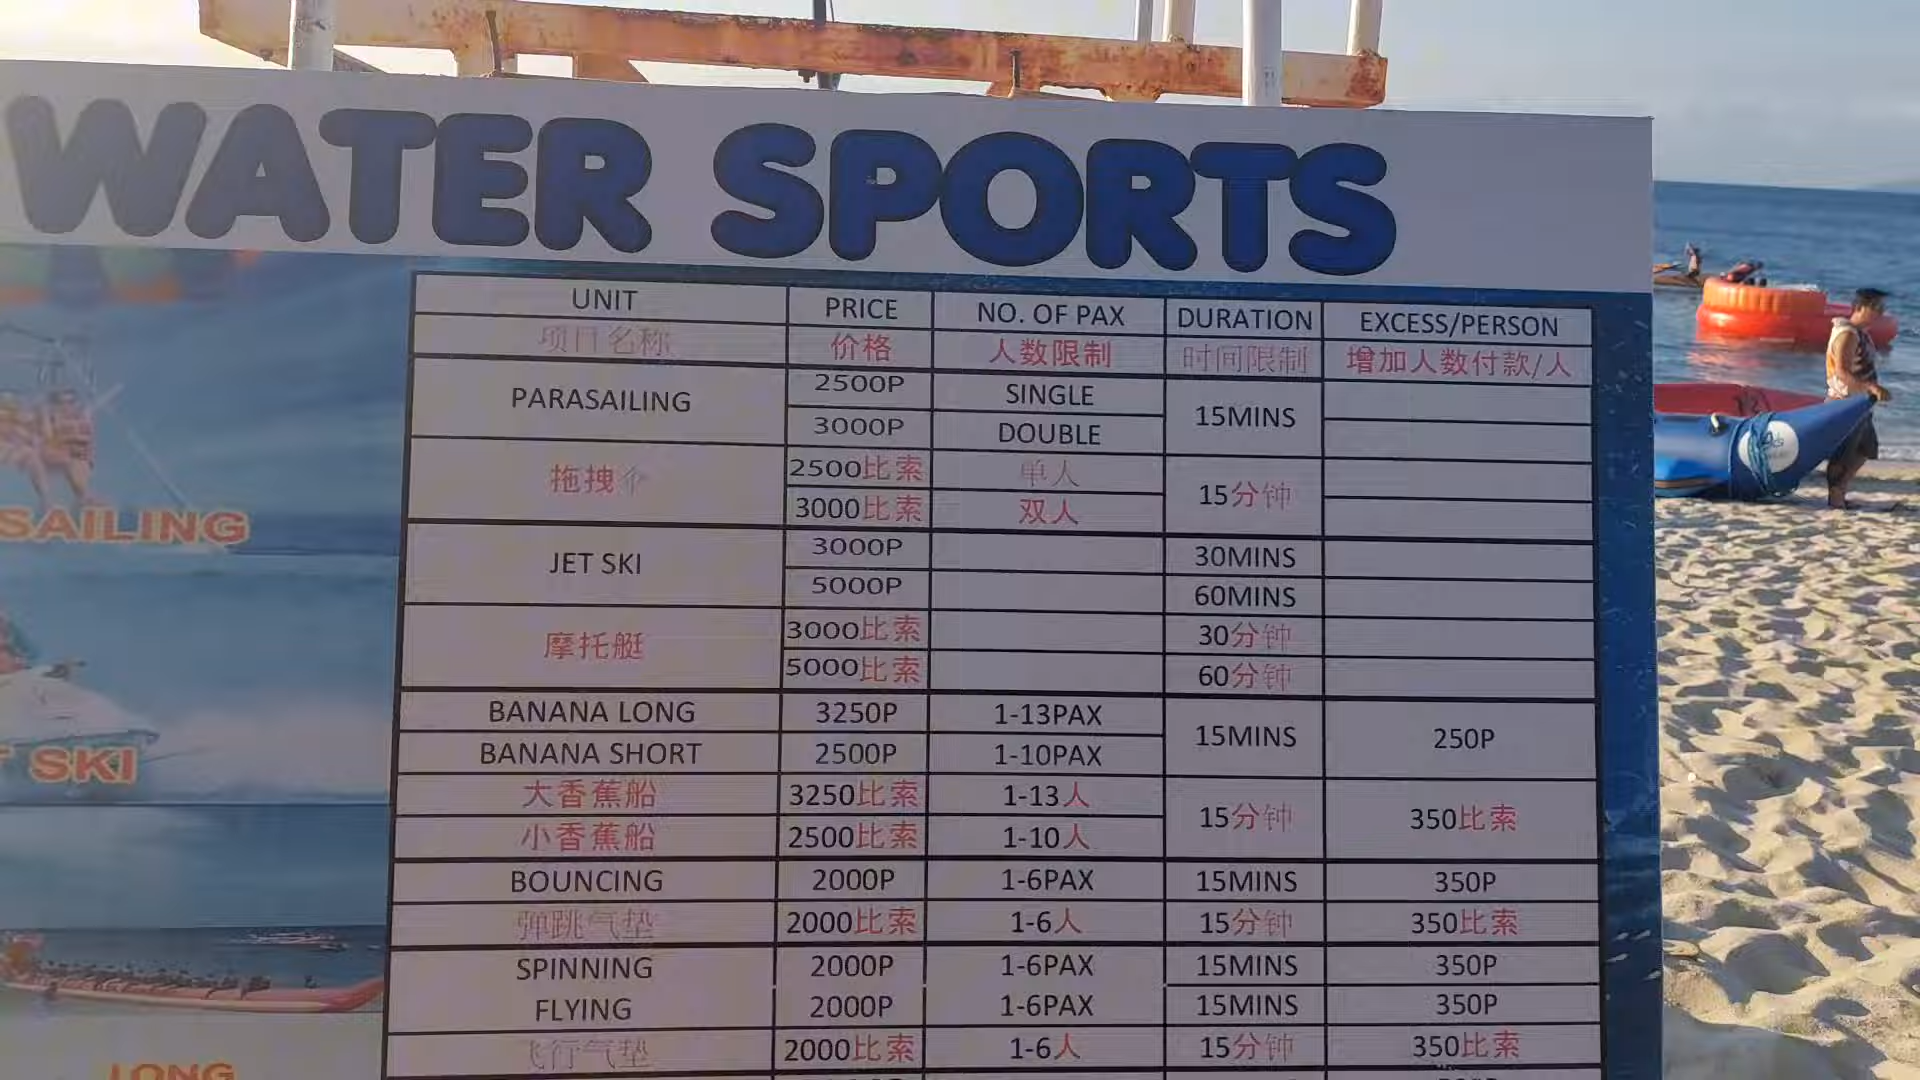 WATER SPORTS
UNIT PRICE NO. OF PAX DURATION EXCESS/PERSON
项目名称 价格 人数限制 时间限制 增加人数付款/人
PARASAILING 2500P SINGLE 15MINS
3000P DOUBLE
拖拽 2500比索 单人 15分钟
3000比索 双人
JET SKI 3000P 30MINS
5000P 60MINS
摩托艇 3000比索 30分钟
5000比索 60分钟
BANANA LONG 3250P 1-13PAX 15MINS 250P
BANANA SHORT 2500P 1-10PAX
大香蕉船 3250比索 1-13人 15分钟 350比索
小香蕉船 2500比索 1-10人
BOUNCING 2000P 1-6PAX 15MINS 350P
弹跳气垫 2000比索 1-6人 15分钟 350比索
SPINNING 2000P 1-6PAX 15MINS 350P
FLYING 2000P 1-6PAX 15MINS 350P
飞行气垫 2000比索 1-6人 15分钟 350比索
SAILING
SKI
LONG